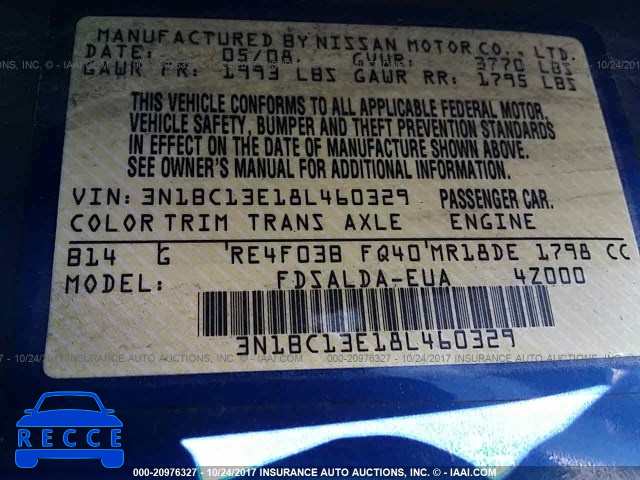 MANUFACTURED BY NISSAN MOTOR CO., LTD.
DATE: 05/08 GVWR: 3770 LBS
GAWR FR: 1993 LBS GAWR RR: 1795 LBS
THIS VEHICLE CONFORMS TO ALL APPLICABLE FEDERAL MOTOR
VEHICLE SAFETY, BUMPER AND THEFT PREVENTION STANDARDS
IN EFFECT ON THE DATE OF MANUFACTURE SHOWN ABOVE.
SEE OWNER'S MANUAL FOR ADDITIONAL INFORMATION.
VIN: 3N1BC13E18L460329 PASSENGER CAR.
COLOR TRIM TRANS AXLE ENGINE
B14 G RE4F03B FQ40 MR18DE 1798 CC
MODEL: FDSALDA-EUA 4Z000
3N1BC13E18L460329
RECCE
000-20976327 - 10/24/2017 INSURANCE AUTO AUCTIONS - © IAAI.COM